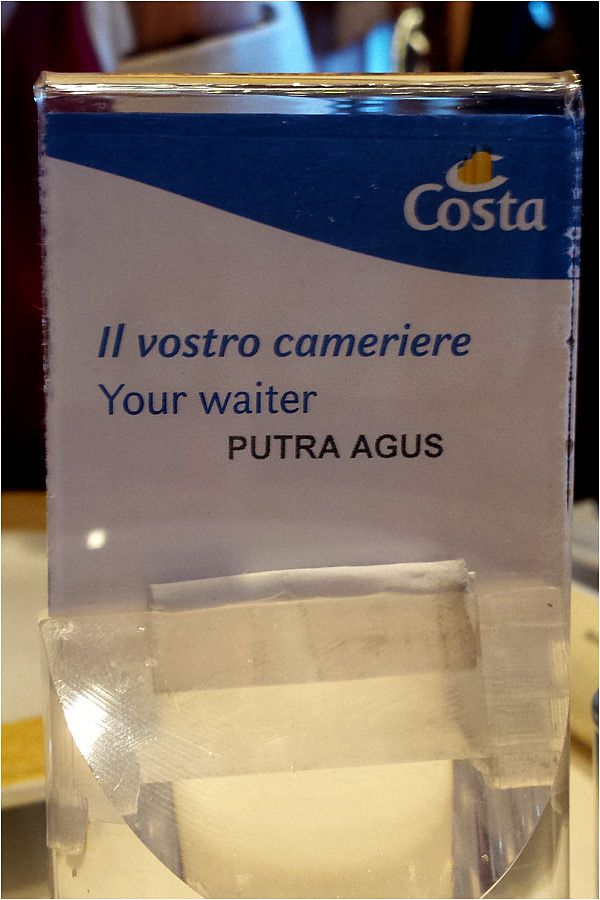 Costa
Il vostro cameriere
Your waiter
PUTRA AGUS